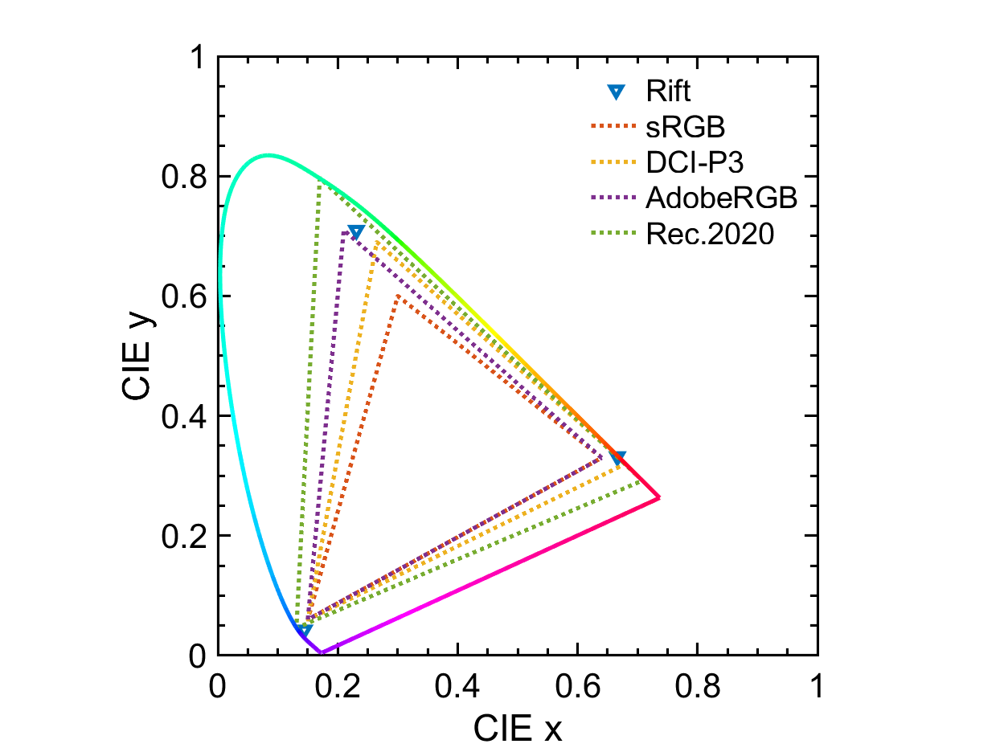 1
0.8
0.6
0.4
0.2
0
0 0.2 0.4 0.6 0.8 1
CIE y
CIE x
Rift
sRGB
DCI-P3
AdobeRGB
Rec.2020